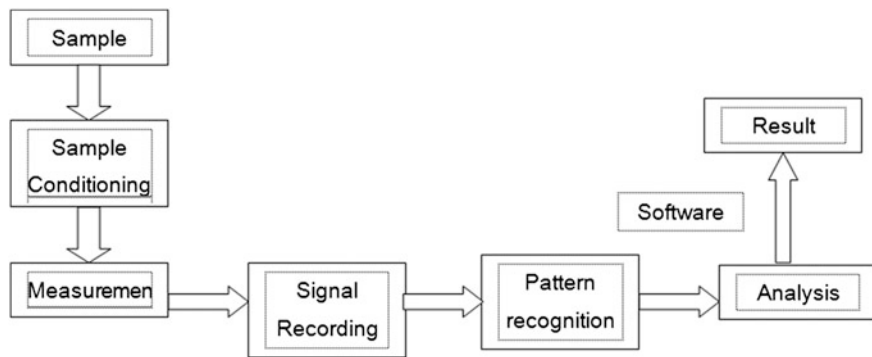 Sample
Sample
Conditioning
Measuremen
Signal
Recording
Pattern
recognition
Software
Analysis
Result